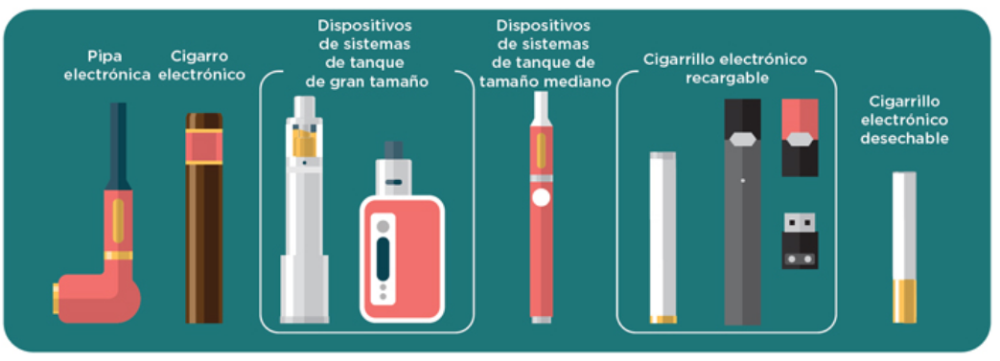 Pipa
electrónica
Cigarro
electrónico
Dispositivos
de sistemas
de tanque
de gran tamaño
Dispositivos
de sistemas
de tanque de
tamaño mediano
Cigarrillo electrónico
recargable
Cigarrillo
electrónico
desechable